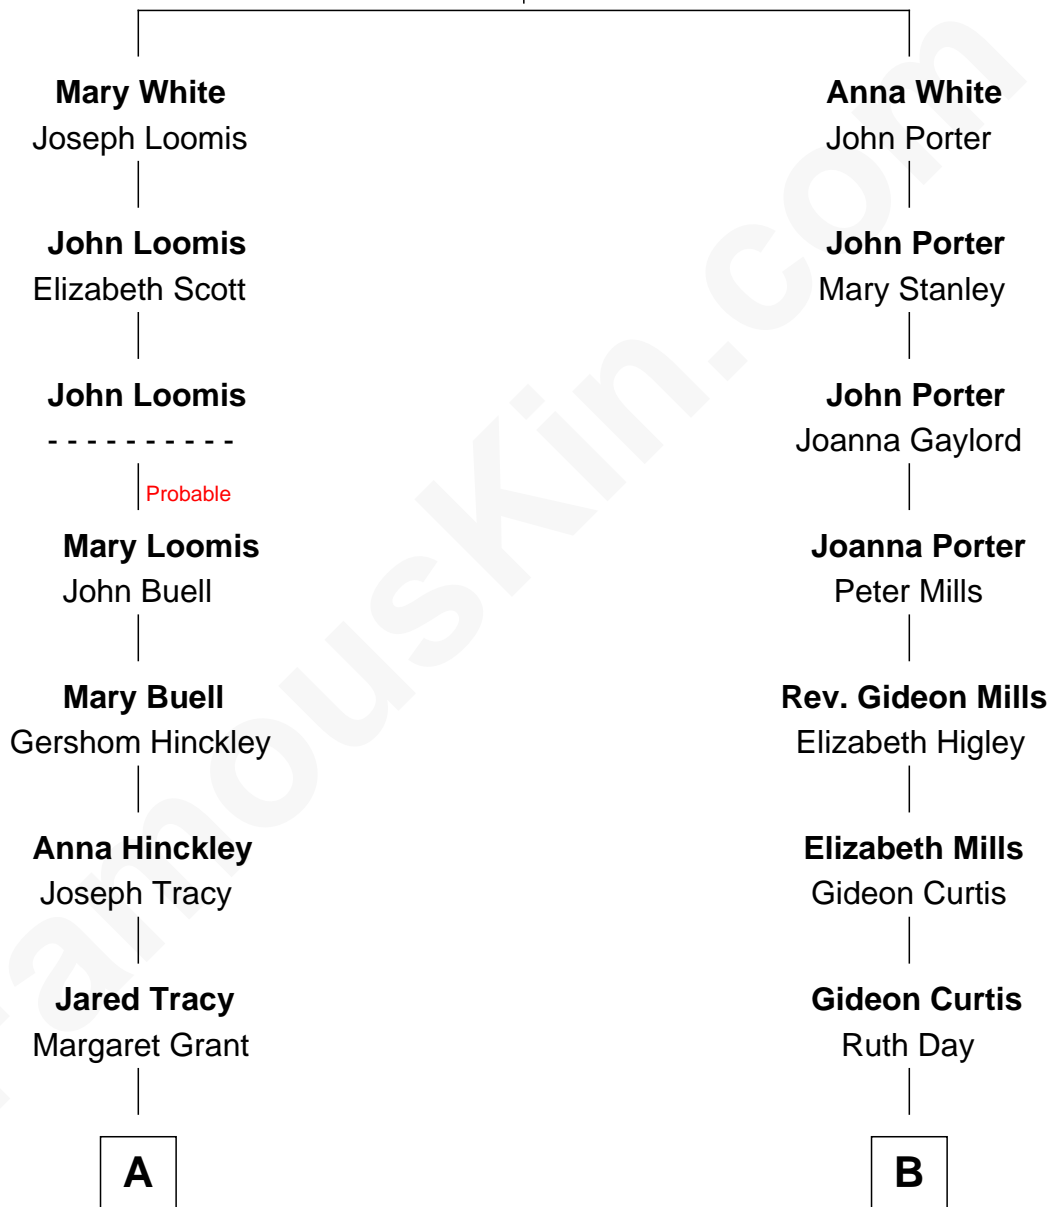 Mary White
Joseph Loomis
John Loomis
Elizabeth Scott
John Loomis
- - - - - - - - - -
Probable
Mary Loomis
John Buell
Mary Buell
Gershom Hinckley
Anna Hinckley
Joseph Tracy
Jared Tracy
Margaret Grant
A
Anna White
John Porter
John Porter
Mary Stanley
John Porter
Joanna Gaylord
Joanna Porter
Peter Mills
Rev. Gideon Mills
Elizabeth Higley
Elizabeth Mills
Gideon Curtis
Gideon Curtis
Ruth Day
B
FamousKin.com